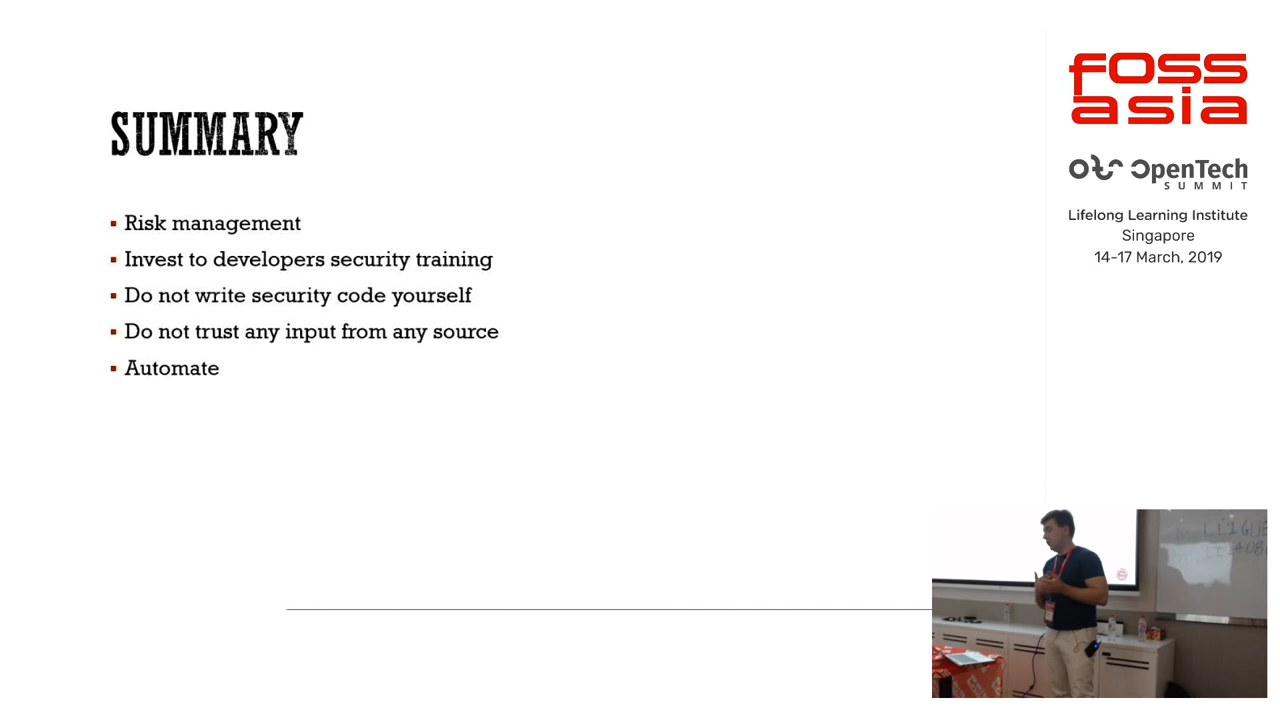 SUMMARY
Risk management
Invest to developers security training
Do not write security code yourself
Do not trust any input from any source
Automate
foss
asia
OpenTech
SUMMIT
Lifelong Learning Institute
Singapore
14-17 March, 2019